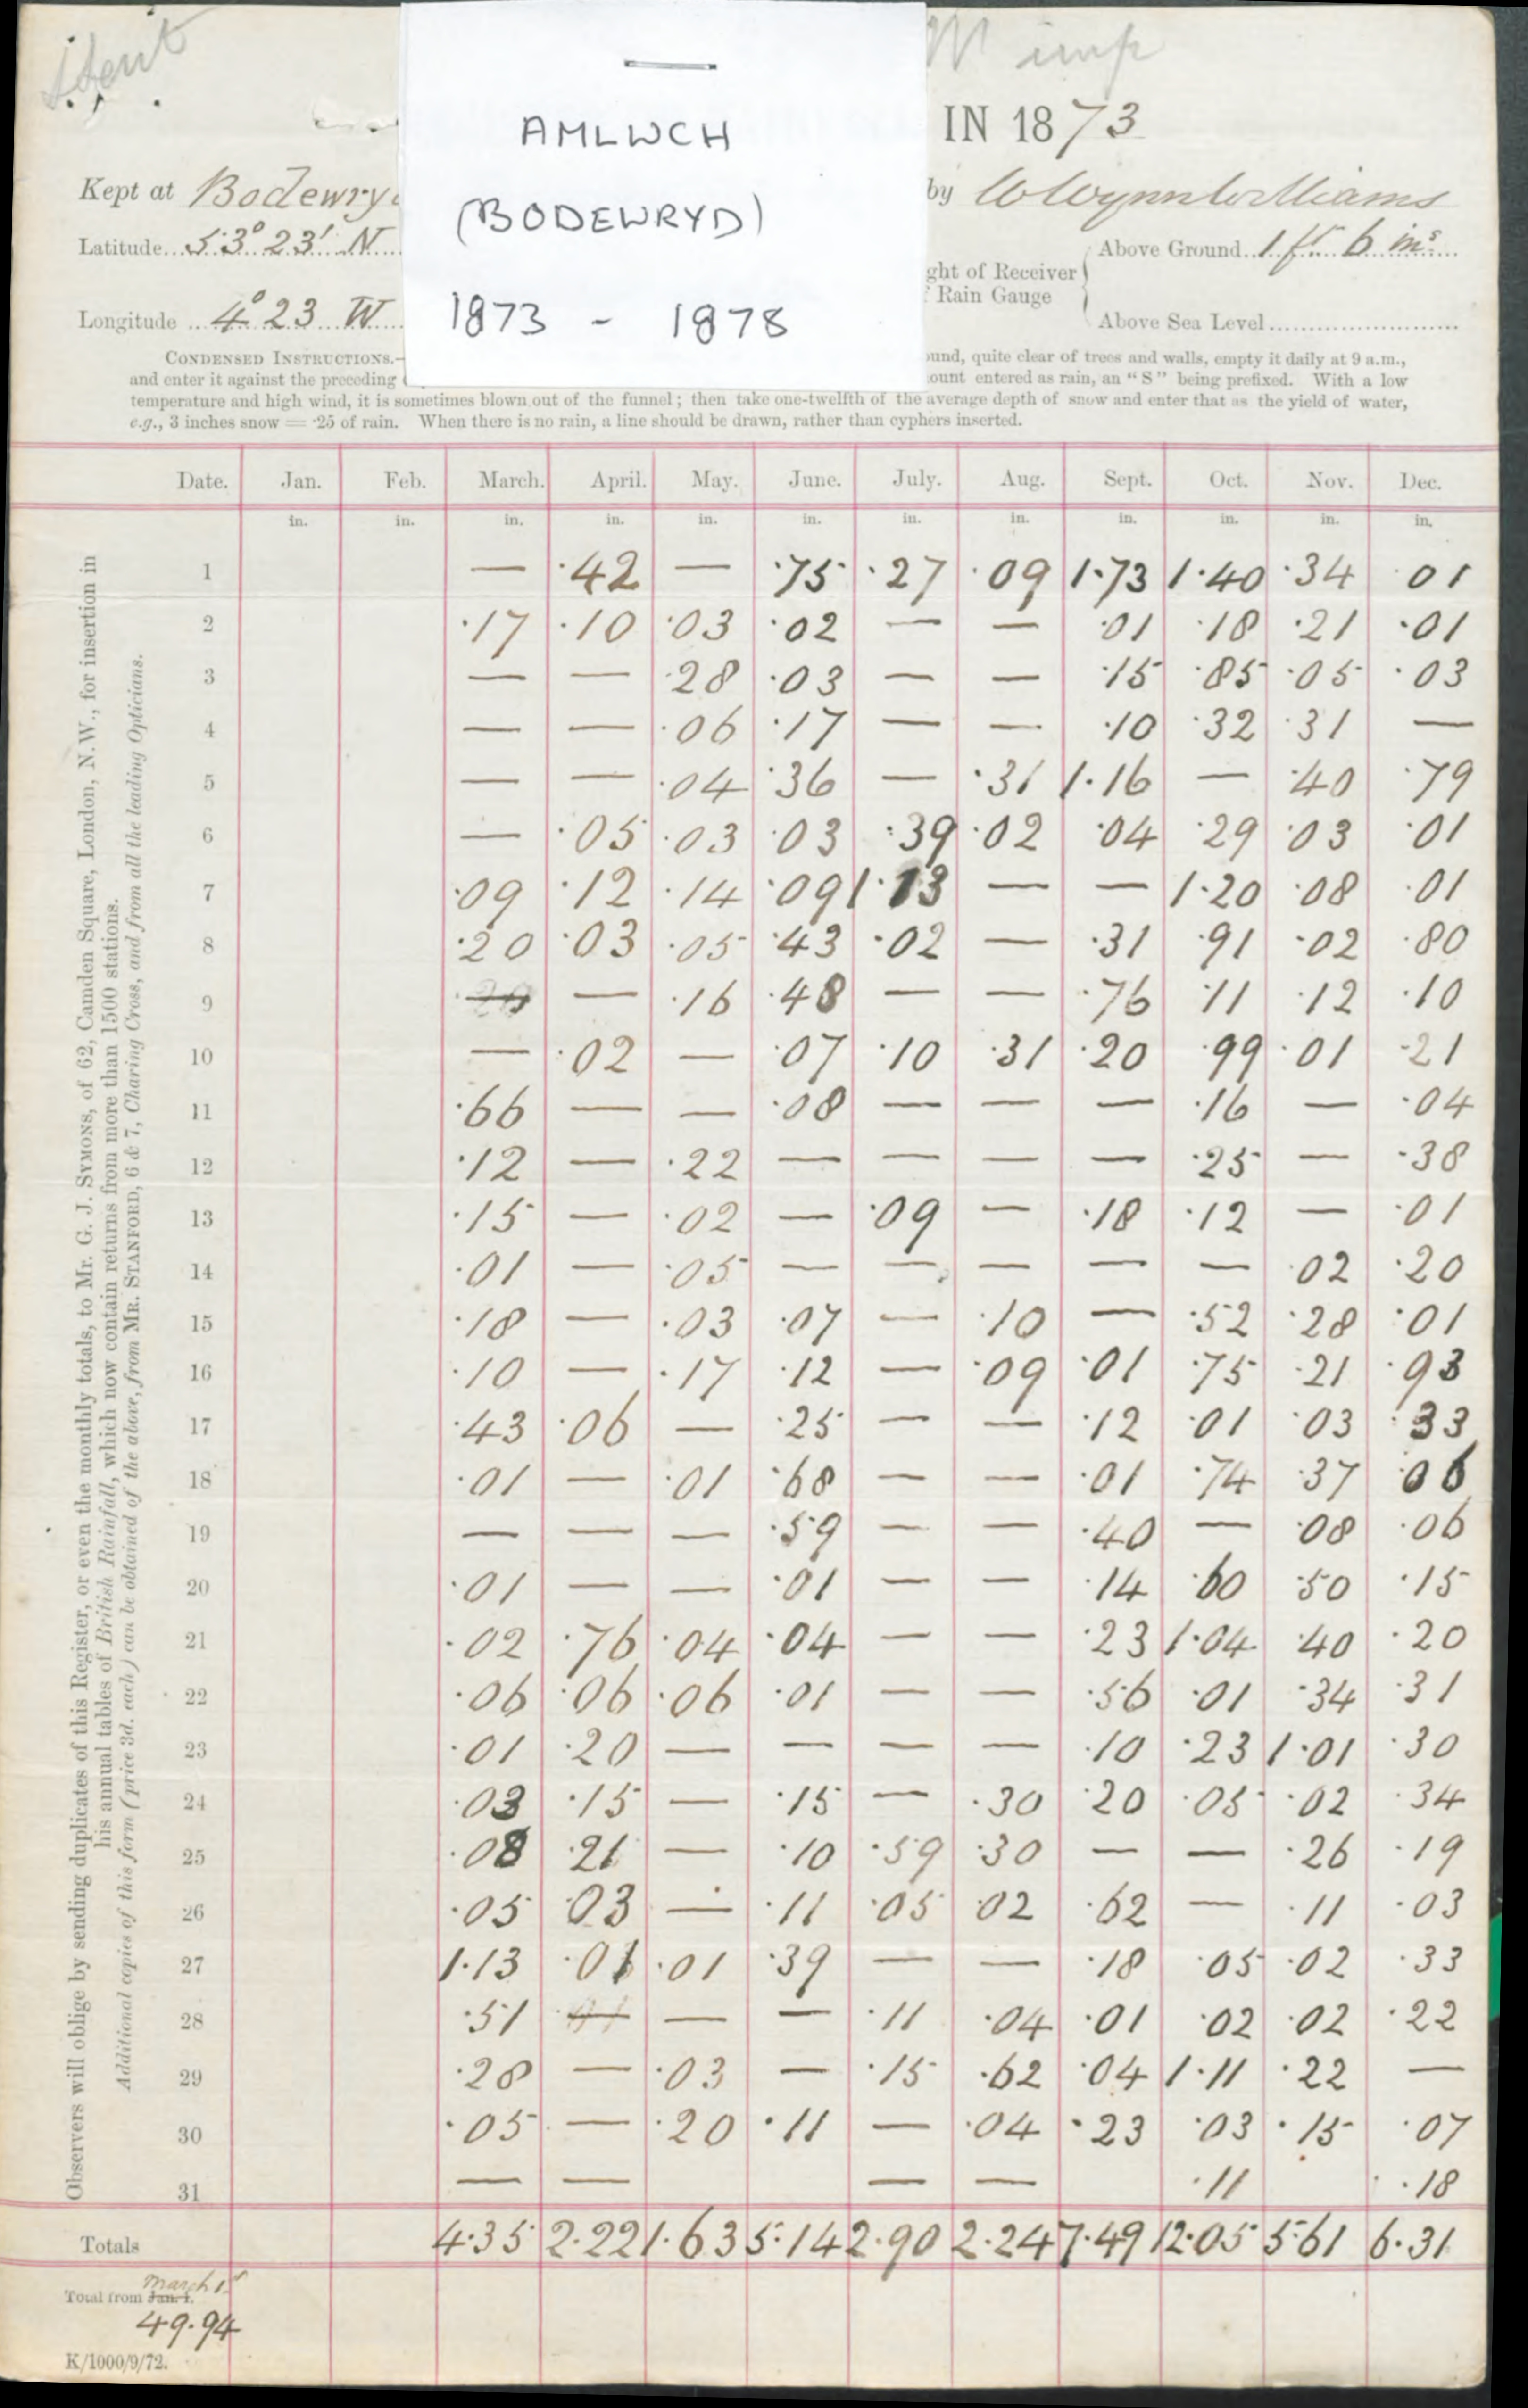 AMLWCH
(BODEWRYD)
1873 - 1878
IN 1873
Kept at Bodewry
by W Wynn Williams
Latitude 53° 23' N
Above Ground 1 ft 6 ins
ght of Receiver
Rain Gauge
Longitude 4° 23 W
Above Sea Level
CONDENSED INSTRUCTIONS.— ound, quite clear of trees and walls, empty it daily at 9 a.m.,
and enter it against the preceding ount entered as rain, an "S" being prefixed. With a low
temperature and high wind, it is sometimes blown out of the funnel; then take one-twelfth of the average depth of snow and enter that as the yield of water,
e.g., 3 inches snow = ·25 of rain. When there is no rain, a line should be drawn, rather than cyphers inserted.
Date. Jan. Feb. March. April. May. June. July. Aug. Sept. Oct. Nov. Dec.
in. in. in. in. in. in. in. in. in. in. in. in.
1 — ·42 — ·75 ·27 ·09 1·73 1·40 ·34 ·01
2 ·17 ·10 ·03 ·02 — — ·01 ·18 ·21 ·01
3 — — ·28 ·03 — — ·15 ·85 ·05 ·03
4 — — ·06 ·17 — — ·10 ·32 ·31 —
5 — — ·04 ·36 — ·31 1·16 — ·40 ·79
6 — ·05 ·03 ·03 ·39 ·02 ·04 ·29 ·03 ·01
7 ·09 ·12 ·14 ·09 1·13 — — 1·20 ·08 ·01
8 ·20 ·03 ·05 ·43 ·02 — ·31 ·91 ·02 ·80
9 — — ·16 ·48 — — ·76 ·11 ·12 ·10
10 — ·02 — ·07 ·10 ·31 ·20 ·99 ·01 ·21
11 ·66 — — ·08 — — — ·16 — ·04
12 ·12 — ·22 — — — — ·25 — ·38
13 ·15 — ·02 — ·09 — ·18 ·12 — ·01
14 ·01 — ·05 — — — — — ·02 ·20
15 ·18 — ·03 ·07 — ·10 — ·52 ·28 ·01
16 ·10 — ·17 ·12 — ·09 ·01 ·75 ·21 ·93
17 ·43 ·06 — ·25 — — ·12 ·01 ·03 ·33
18 ·01 — ·01 ·68 — — ·01 ·74 ·37 ·06
19 — — — ·59 — — ·40 — ·08 ·06
20 ·01 — — ·01 — — ·14 ·60 ·50 ·15
21 ·02 ·76 ·04 ·04 — — ·23 1·04 ·40 ·20
22 ·06 ·06 ·06 ·01 — — ·56 ·01 ·34 ·31
23 ·01 ·20 — — — — ·10 ·23 1·01 ·30
24 ·03 ·15 — ·15 — ·30 ·20 ·05 ·02 ·34
25 ·08 ·21 — ·10 ·59 ·30 — — ·26 ·19
26 ·05 ·03 — ·11 ·05 ·02 ·62 — ·11 ·03
27 1·13 ·01 ·01 ·39 — — ·18 ·05 ·02 ·33
28 ·51 — — — ·11 ·04 ·01 ·02 ·02 ·22
29 ·28 — ·03 — ·15 ·62 ·04 1·11 ·22 —
30 ·05 — ·20 ·11 — ·04 ·23 ·03 ·15 ·07
31 — — — — ·11 ·18
Totals 4·35 2·22 1·63 5·14 2·90 2·24 7·49 12·05 5·61 6·31
March 1st
Total from Jan. 1.
49·94
K/1000/9/72.
Observers will oblige by sending duplicates of this Register, or even the monthly totals, to Mr. G. J. SYMONS, of 62, Camden Square, London, N.W., for insertion in
his annual tables of British Rainfall, which now contain returns from more than 1500 stations.
Additional copies of this form (price 3d. each) can be obtained of the above, from MR. STANFORD, 6 & 7, Charing Cross, and from all the leading Opticians.